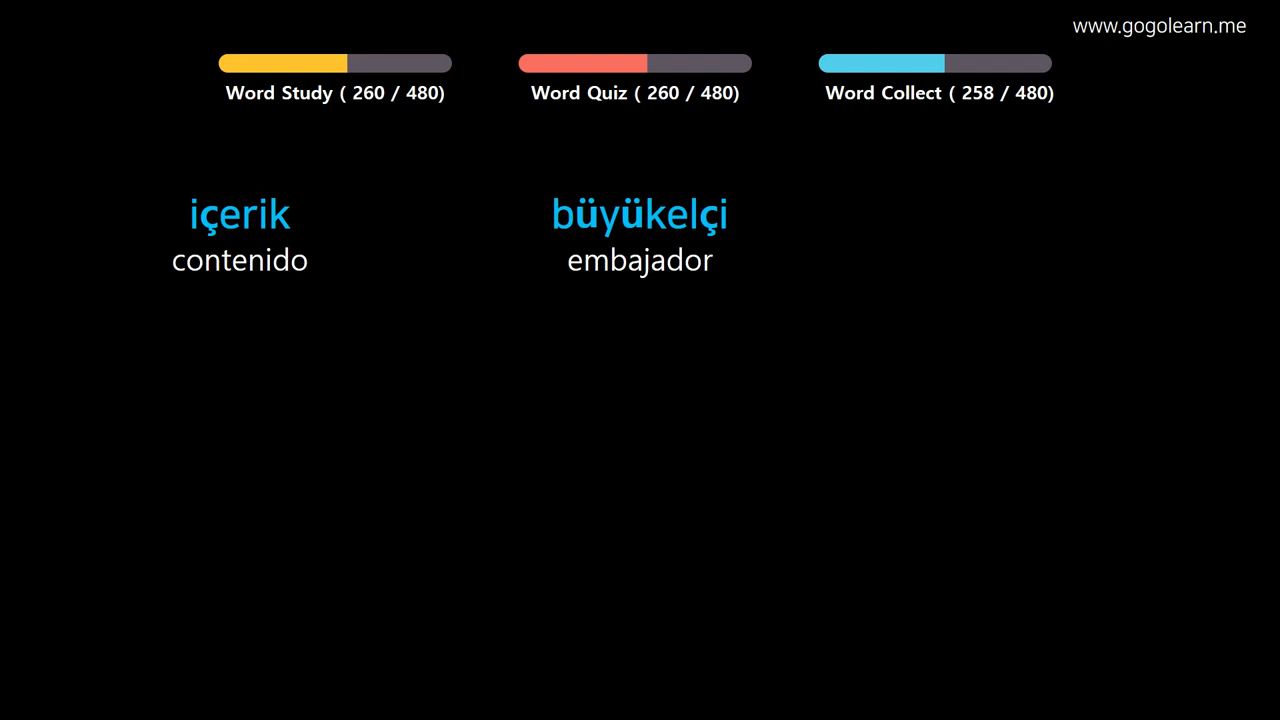 www.gogolearn.me
Word Study ( 260 / 480)
Word Quiz ( 260 / 480)
Word Collect ( 258 / 480)
içerik
contenido
büyükelçi
embajador